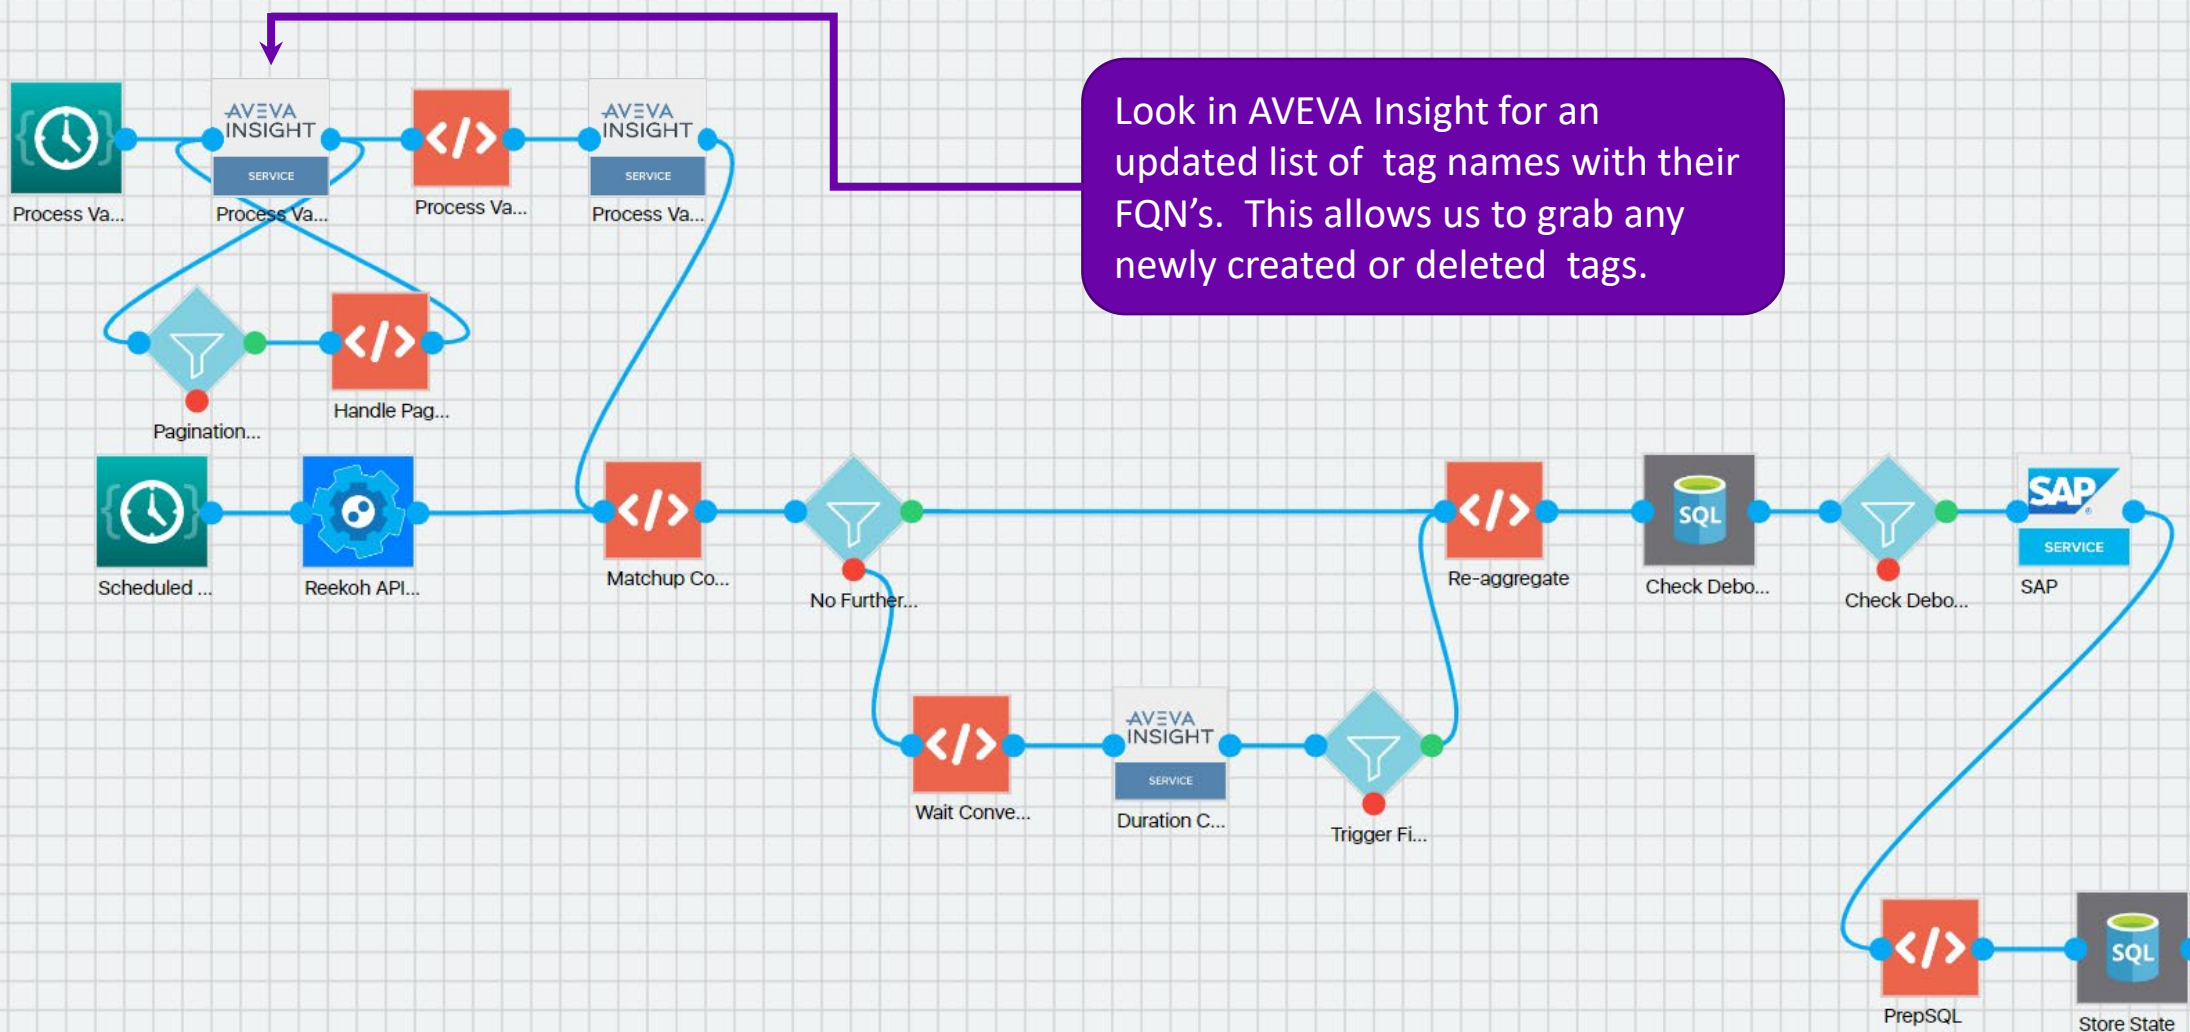 Look in AVEVA Insight for an
updated list of tag names with their
FQN's. This allows us to grab any
newly created or deleted tags.
AVEVA
INSIGHT
SERVICE
AVEVA
INSIGHT
SERVICE
Process Va...
Process Va...
Process Va...
Process Va...
Pagination...
Handle Pag...
Scheduled ...
Reekoh API...
Matchup Co...
No Further...
Re-aggregate
SQL
Check Debo...
Check Debo...
SAP
SERVICE
SAP
Wait Conve...
AVEVA
INSIGHT
SERVICE
Duration C...
Trigger Fi...
PrepSQL
SQL
Store State